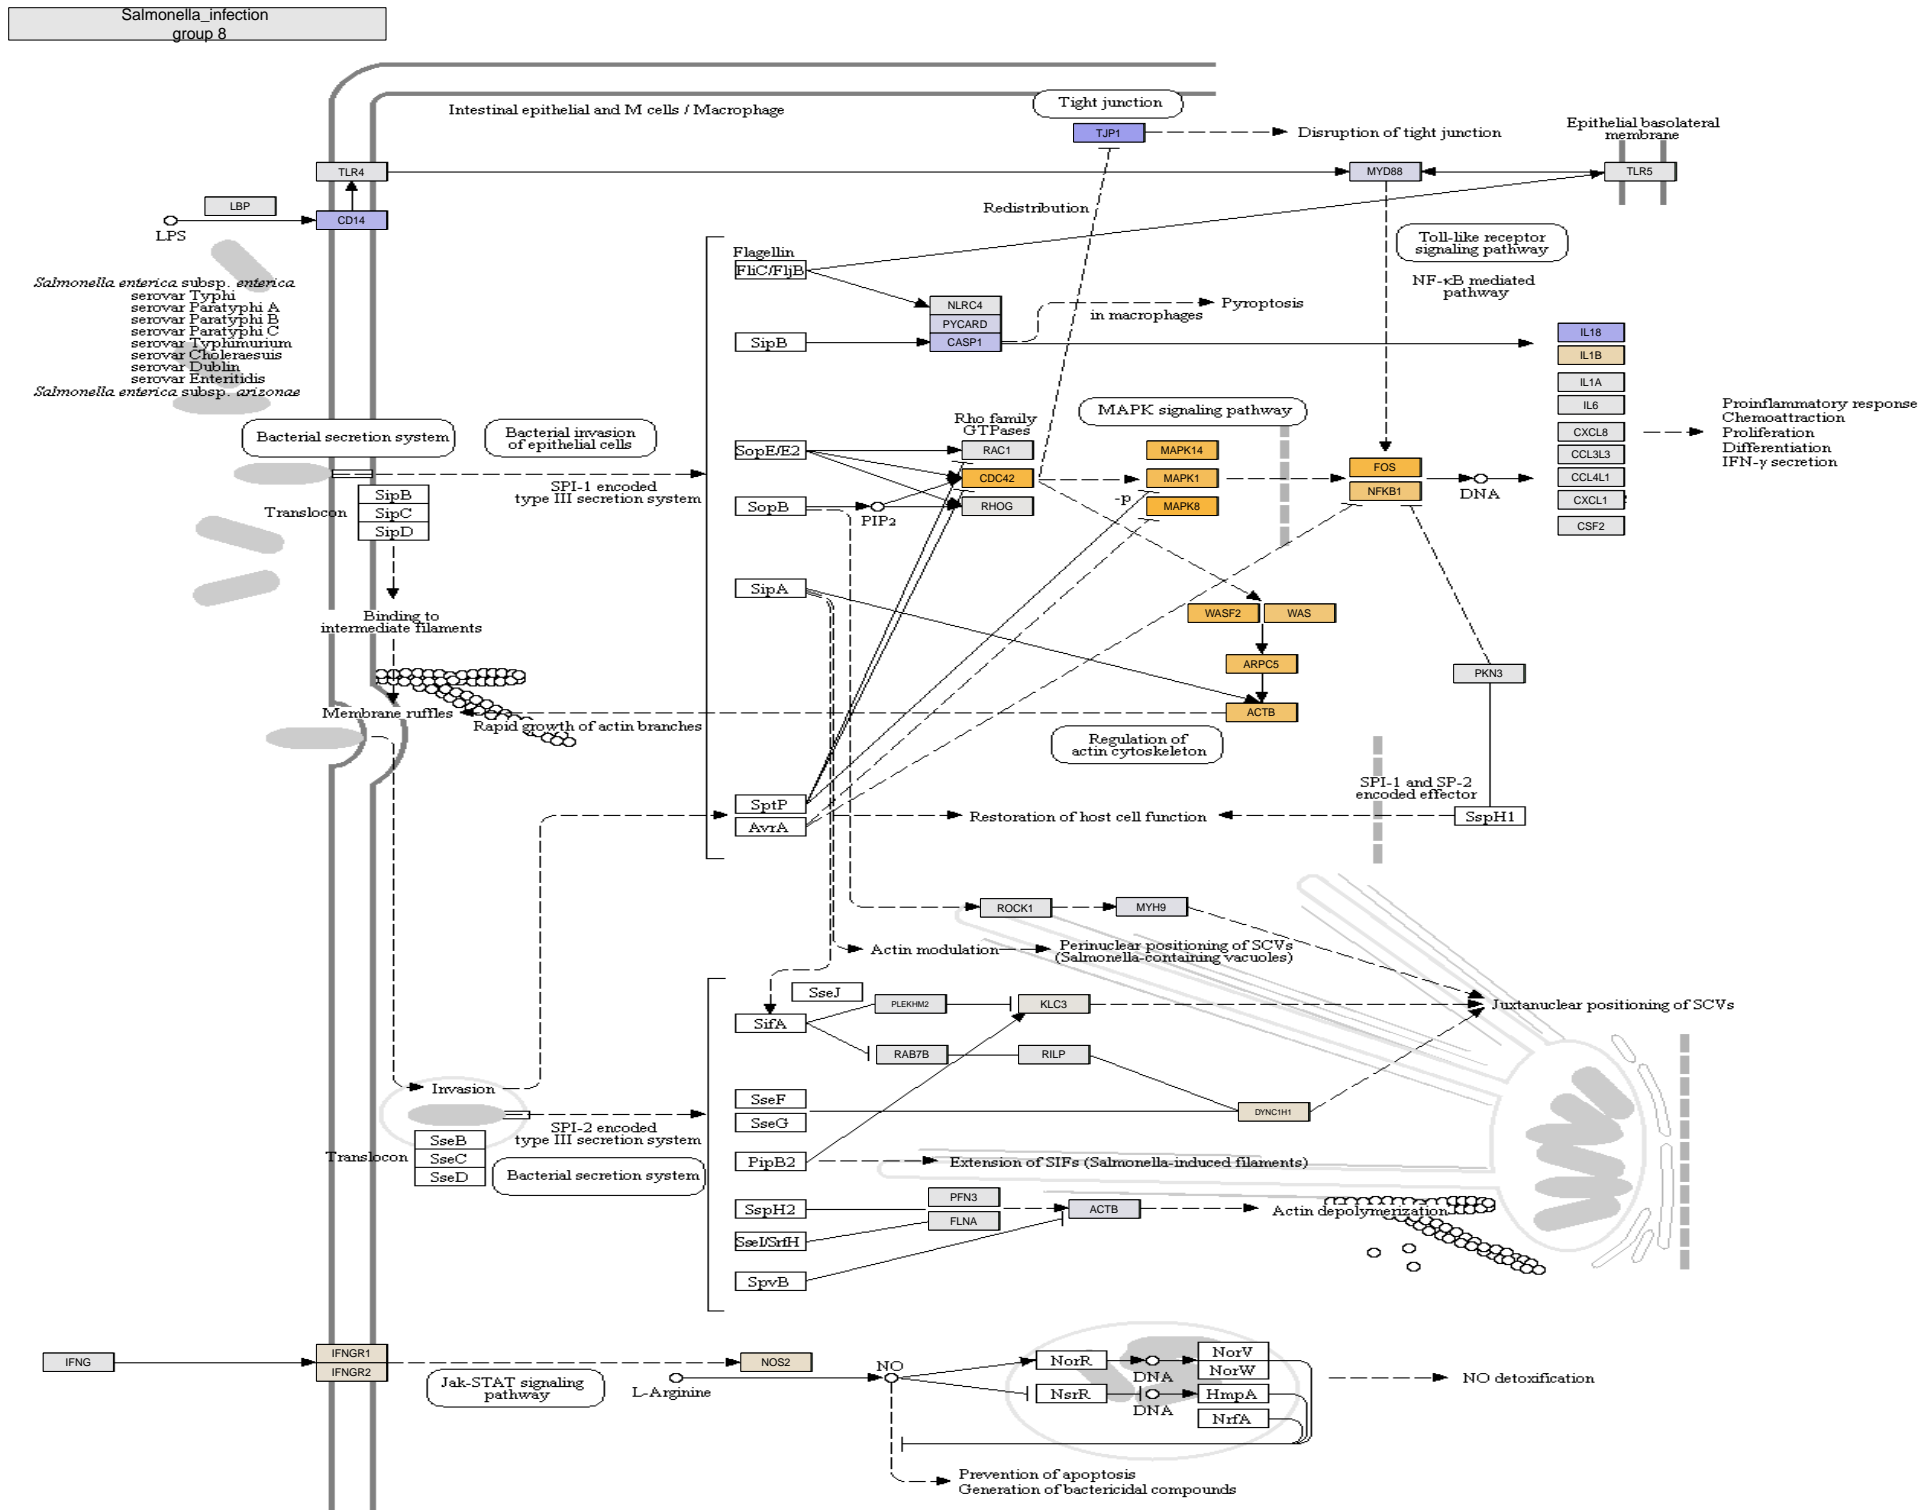 Salmonella_infection
group 8
Intestinal epithelial and M cells / Macrophage
Tight junction
TJP1
Disruption of tight junction
Epithelial basolateral
membrane
TLR4
MYD88
TLR5
LBP
CD14
LPS
Redistribution
Toll-like receptor
signaling pathway
NF-κB mediated
pathway
Flagellin
FliC/FljB
Salmonella enterica subsp. enterica
serovar Typhi
serovar Paratyphi A
serovar Paratyphi B
serovar Paratyphi C
serovar Typhimurium
serovar Choleraesuis
serovar Dublin
serovar Enteritidis
Salmonella enterica subsp. arizonae
NLRC4
PYCARD
CASP1
Pyroptosis
in macrophages
SipB
IL18
IL1B
IL1A
IL6
CXCL8
CCL3L3
CCL4L1
CXCL1
CSF2
Proinflammatory response
Chemoattraction
Proliferation
Differentiation
IFN-γ secretion
Bacterial secretion system
Bacterial invasion
of epithelial cells
Rho family
GTPases
MAPK signaling pathway
SopE/E2
RAC1
CDC42
RHOG
MAPK14
MAPK1
MAPK8
-p
FOS
NFKB1
DNA
SPI-1 encoded
type III secretion system
SopB
PIP2
Translocon
SipB
SipC
SipD
SipA
Binding to
intermediate filaments
WASF2
WAS
ARPC5
ACTB
PKN3
Membrane ruffles
Rapid growth of actin branches
Regulation of
actin cytoskeleton
SPI-1 and SP-2
encoded effector
SptP
AvrA
Restoration of host cell function
SspH1
ROCK1
MYH9
Actin modulation
Perinuclear positioning of SCVs
(Salmonella-containing vacuoles)
SseJ
SifA
PLEKHM2
KLC3
Juxtanuclear positioning of SCVs
RAB7B
RILP
Invasion
SseF
SseG
DYNC1H1
SPI-2 encoded
type III secretion system
Translocon
SseB
SseC
SseD
Bacterial secretion system
PipB2
Extension of SIFs (Salmonella-induced filaments)
SspH2
PFN3
FLNA
ACTB
Actin depolymerization
SseI/SrfH
SpvB
IFNG
IFNGR1
IFNGR2
Jak-STAT signaling
pathway
NOS2
L-Arginine
NO
NorR
DNA
NorV
NorW
NsrR
DNA
HmpA
NrfA
NO detoxification
Prevention of apoptosis
Generation of bactericidal compounds